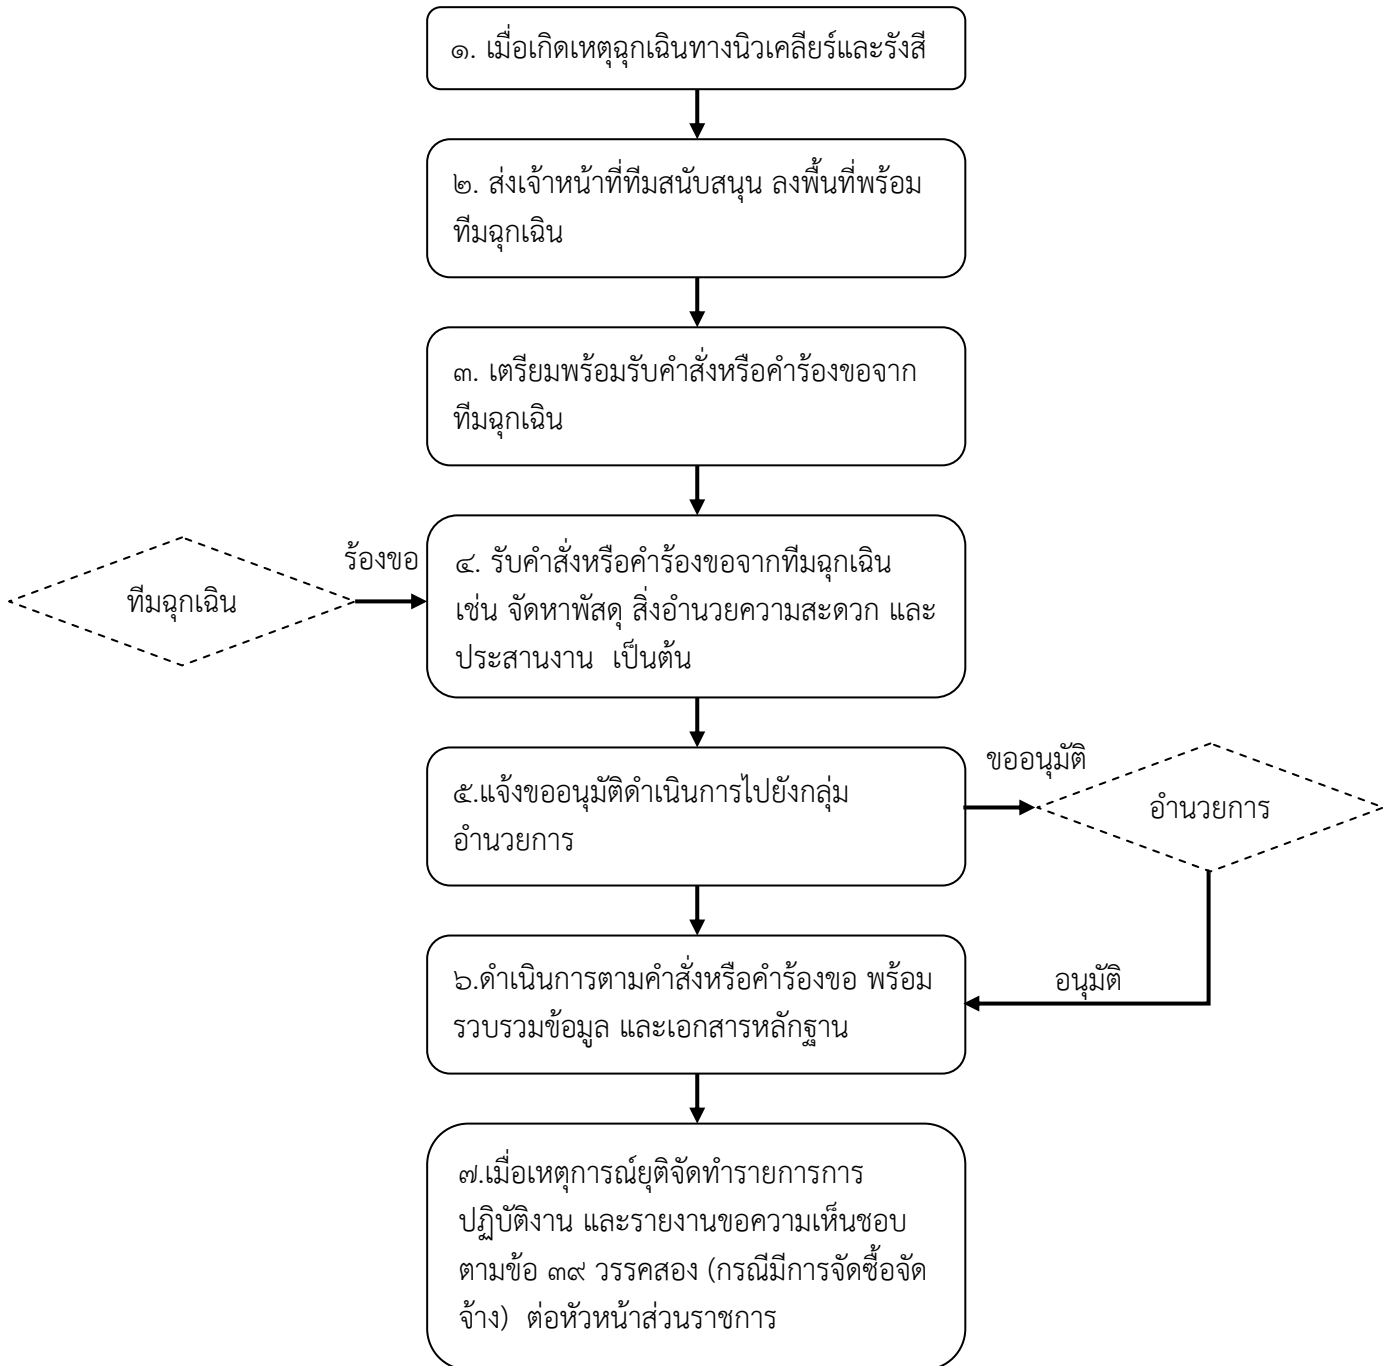 ๑. เมื่อเกิดเหตุฉุกเฉินทางนิวเคลียร์และรังสี
๒. ส่งเจ้าหน้าที่ทีมสนับสนุน ลงพื้นที่พร้อม
ทีมฉุกเฉิน
๓. เตรียมพร้อมรับคำสั่งหรือคำร้องขอจาก
ทีมฉุกเฉิน
ทีมฉุกเฉิน
ร้องขอ
๔. รับคำสั่งหรือคำร้องขอจากทีมฉุกเฉิน
เช่น จัดหาพัสดุ สิ่งอำนวยความสะดวก และ
ประสานงาน เป็นต้น
๕.แจ้งขออนุมัติดำเนินการไปยังกลุ่ม
อำนวยการ
ขออนุมัติ
อำนวยการ
อนุมัติ
๖.ดำเนินการตามคำสั่งหรือคำร้องขอ พร้อม
รวบรวมข้อมูล และเอกสารหลักฐาน
๗.เมื่อเหตุการณ์ยุติจัดทำรายการการ
ปฏิบัติงาน และรายงานขอความเห็นชอบ
ตามข้อ ๓๙ วรรคสอง (กรณีมีการจัดซื้อจัด
จ้าง) ต่อหัวหน้าส่วนราชการ